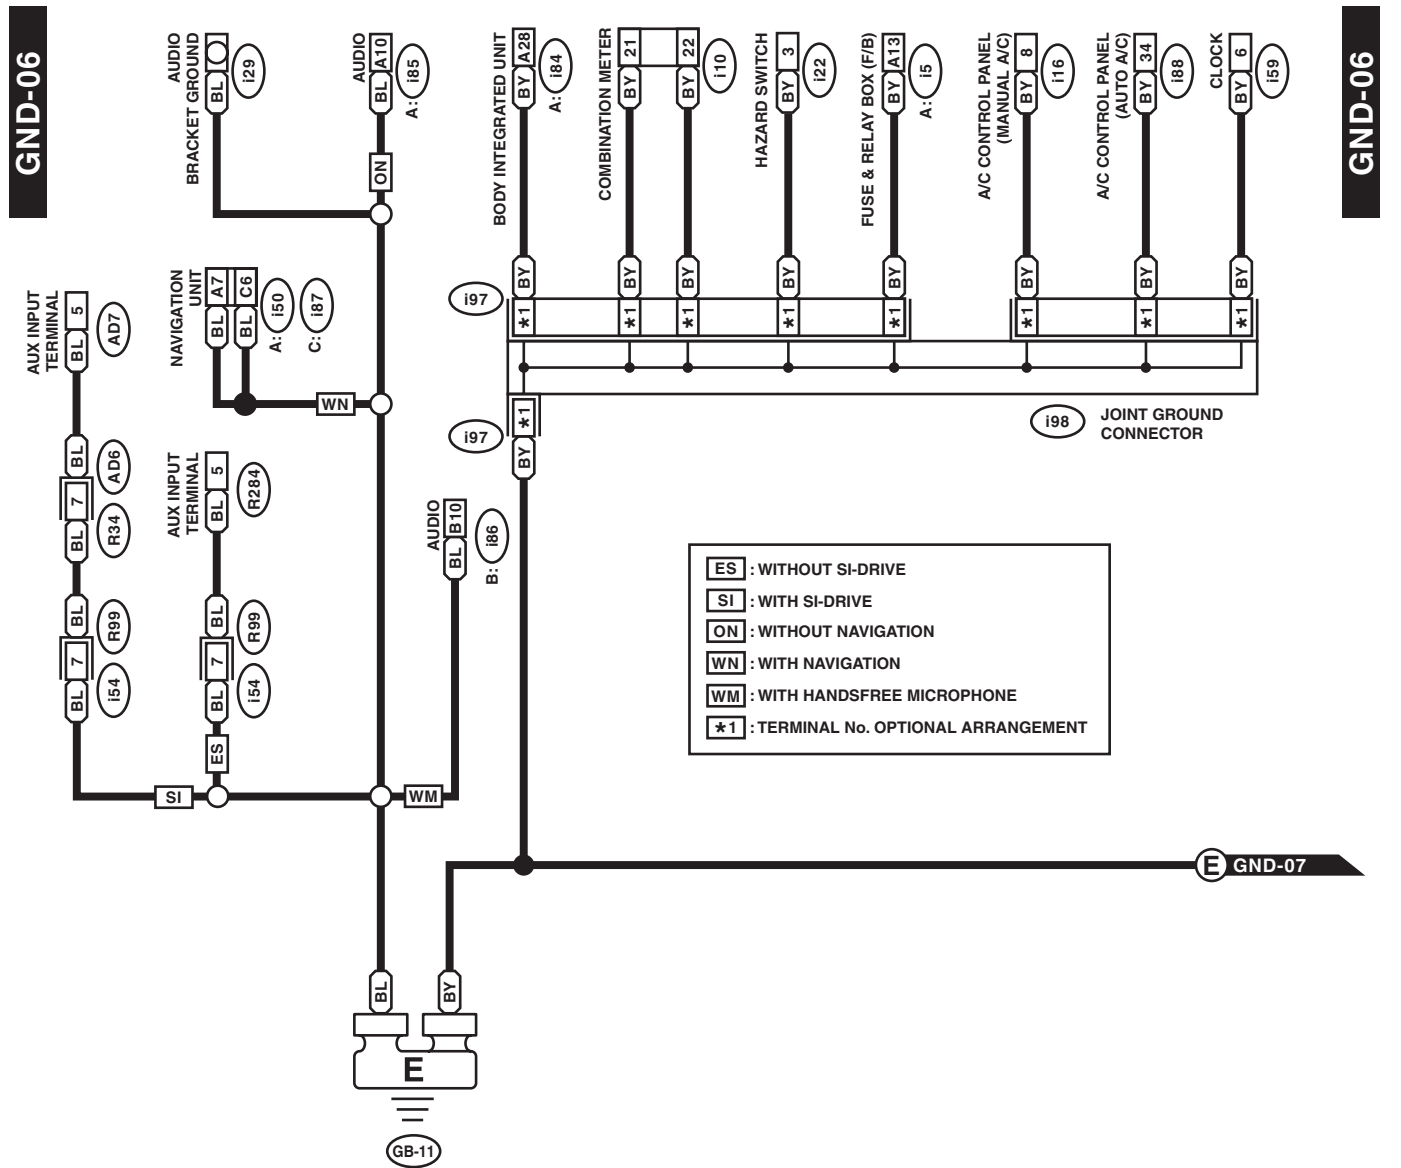 GND-06
GND-06
AUDIO
BRACKET GROUND
BL
i29
AUDIO
A10
BL
A: i85
ON
BODY INTEGRATED UNIT
A28
BY
A: i84
COMBINATION METER
21
22
BY
BY
i10
HAZARD SWITCH
3
BY
i22
FUSE & RELAY BOX (F/B)
A13
BY
A: i5
A/C CONTROL PANEL
(MANUAL A/C)
8
BY
i16
A/C CONTROL PANEL
(AUTO A/C)
34
BY
i88
CLOCK
6
BY
i59
BY
BY
BY
BY
BY
BY
BY
BY
i97
*1
*1
*1
*1
*1
*1
*1
*1
i97
*1
BY
i98
JOINT GROUND
CONNECTOR
NAVIGATION
UNIT
A7
C6
BL
BL
A: i50
C: i87
WN
AUX INPUT
TERMINAL
5
BL
AD7
BL
AD6
7
BL
R34
BL
R99
7
BL
i54
SI
AUX INPUT
TERMINAL
5
BL
R284
BL
R99
7
BL
i54
ES
AUDIO
B10
BL
B: i86
WM
ES : WITHOUT SI-DRIVE
SI : WITH SI-DRIVE
ON : WITHOUT NAVIGATION
WN : WITH NAVIGATION
WM : WITH HANDSFREE MICROPHONE
*1 : TERMINAL No. OPTIONAL ARRANGEMENT
E GND-07
BL
BY
E
GB-11